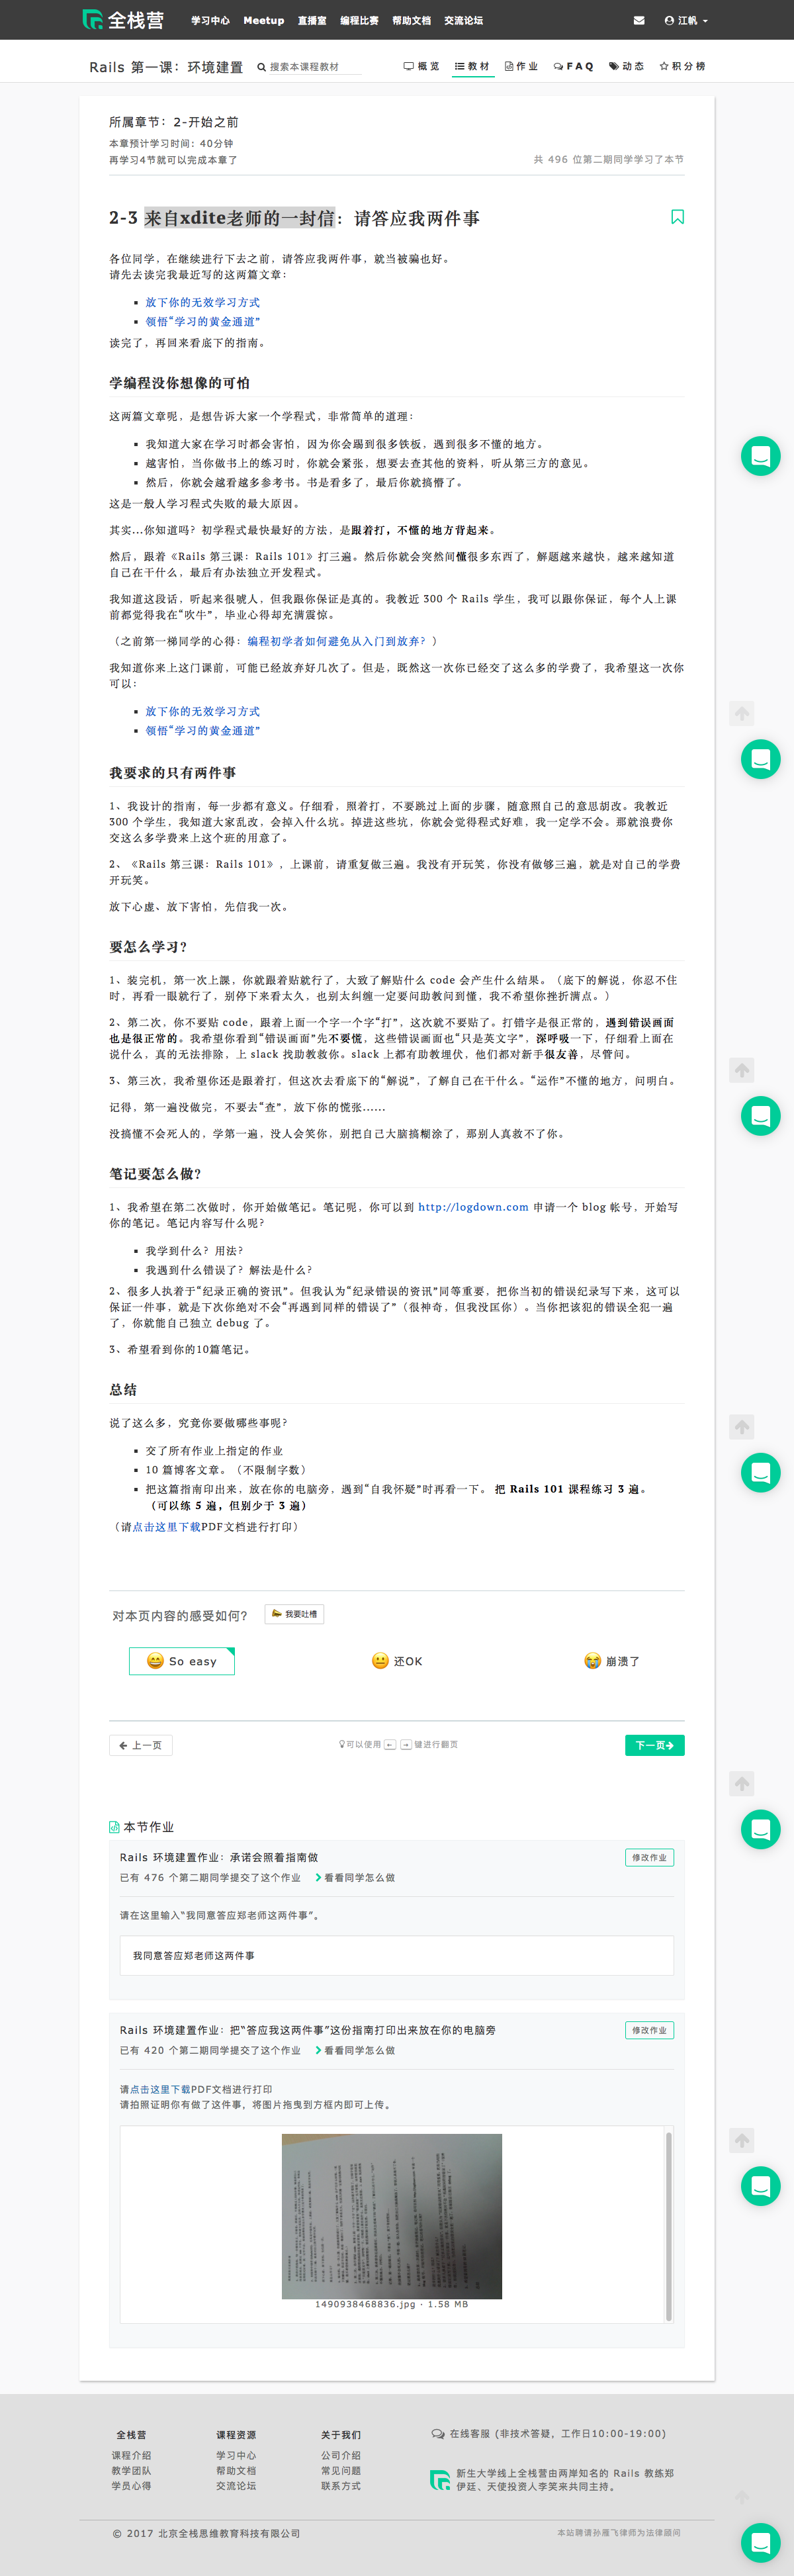 全栈营 学习中心 Meetup 直播室 编程比赛 帮助文档 交流论坛 江帆
Rails 第一课：环境建置 搜索本课程教材 概览 教材 作业 FAQ 动态 积分榜
所属章节：2-开始之前
本章预计学习时间：40分钟
再学习4节就可以完成本章了
共 496 位第二期同学学习了本节
2-3 来自xdite老师的一封信：请答应我两件事
各位同学，在继续进行下去之前，请答应我两件事，就当被骗也好。
请先去读完我最近写的这两篇文章：
▪ 放下你的无效学习方式
▪ 领悟“学习的黄金通道”
读完了，再回来看底下的指南。
学编程没你想像的可怕
这两篇文章呢，是想告诉大家一个学程式，非常简单的道理：
▪ 我知道大家在学习时都会害怕，因为你会踢到很多铁板，遇到很多不懂的地方。
▪ 越害怕，当你做书上的练习时，你就会紧张，想要去查其他的资料，听从第三方的意见。
▪ 然后，你就会越看越多参考书。书是看多了，最后你就搞懵了。
这是一般人学习程式失败的最大原因。
其实...你知道吗？初学程式最快最好的方法，是跟着打，不懂的地方背起来。
然后，跟着《Rails 第三课：Rails 101》打三遍。然后你就会突然间懂很多东西了，解题越来越快，越来越知道
自己在干什么，最后有办法独立开发程式。
我知道这段话，听起来很唬人，但我跟你保证是真的。我教近 300 个 Rails 学生，我可以跟你保证，每个人上课
前都觉得我在“吹牛”，毕业心得却充满震惊。
（之前第一梯同学的心得：编程初学者如何避免从入门到放弃？）
我知道你来上这门课前，可能已经放弃好几次了。但是，既然这一次你已经交了这么多的学费了，我希望这一次你
可以：
▪ 放下你的无效学习方式
▪ 领悟“学习的黄金通道”
我要求的只有两件事
1、我设计的指南，每一步都有意义。仔细看，照着打，不要跳过上面的步骤，随意照自己的意思胡改。我教近
300 个学生，我知道大家乱改，会掉入什么坑。掉进这些坑，你就会觉得程式好难，我一定学不会。那就浪费你
交这么多学费来上这个班的用意了。
2、《Rails 第三课：Rails 101》，上课前，请重复做三遍。我没有开玩笑，你没有做够三遍，就是对自己的学费
开玩笑。
放下心虚、放下害怕，先信我一次。
要怎么学习？
1、装完机，第一次上課，你就跟着贴就行了，大致了解贴什么 code 会产生什么结果。（底下的解说，你忍不住
时，再看一眼就行了，别停下来看太久，也别太纠缠一定要问助教问到懂，我不希望你挫折满点。）
2、第二次，你不要贴 code，跟着上面一个字一个字“打”，这次就不要贴了。打错字是很正常的，遇到错误画面
也是很正常的。我希望你看到“错误画面”先不要慌，这些错误画面也“只是英文字”，深呼吸一下，仔细看上面在
说什么，真的无法排除，上 slack 找助教救你。slack 上都有助教埋伏，他们都对新手很友善，尽管问。
3、第三次，我希望你还是跟着打，但这次去看底下的“解说”，了解自己在干什么。“运作”不懂的地方，问明白。
记得，第一遍没做完，不要去“查”，放下你的慌张......
没搞懂不会死人的，学第一遍，没人会笑你，别把自己大脑搞糊涂了，那别人真救不了你。
笔记要怎么做？
1、我希望在第二次做时，你开始做笔记。笔记呢，你可以到 http://logdown.com 申请一个 blog 帐号，开始写
你的笔记。笔记内容写什么呢？
▪ 我学到什么？用法？
▪ 我遇到什么错误了？解法是什么？
2、很多人执着于“纪录正确的资讯”。但我认为“纪录错误的资讯”同等重要，把你当初的错误纪录写下来，这可以
保证一件事，就是下次你绝对不会“再遇到同样的错误了”（很神奇，但我没匡你）。当你把该犯的错误全犯一遍
了，你就能自己独立 debug 了。
3、希望看到你的10篇笔记。
总结
说了这么多，究竟你要做哪些事呢？
▪ 交了所有作业上指定的作业
▪ 10 篇博客文章。（不限制字数）
▪ 把这篇指南印出来，放在你的电脑旁，遇到“自我怀疑”时再看一下。 把 Rails 101 课程练习 3 遍。
（可以练 5 遍，但别少于 3 遍）
（请点击这里下载PDF文档进行打印）
对本页内容的感受如何？ 我要吐槽
So easy 还OK 崩溃了
← 上一页 可以使用 ← → 键进行翻页 下一页→
本节作业
Rails 环境建置作业：承诺会照着指南做 修改作业
已有 476 个第二期同学提交了这个作业 看看同学怎么做
请在这里输入“我同意答应郑老师这两件事”。
我同意答应郑老师这两件事
Rails 环境建置作业：把“答应我这两件事”这份指南打印出来放在你的电脑旁 修改作业
已有 420 个第二期同学提交了这个作业 看看同学怎么做
请点击这里下载PDF文档进行打印
请拍照证明你有做了这件事，将图片拖曳到方框内即可上传。
1490938468836.jpg · 1.58 MB
全栈营 课程资源 关于我们 在线客服 (非技术答疑，工作日10:00-19:00)
课程介绍 学习中心 公司介绍
教学团队 帮助文档 常见问题
学员心得 交流论坛 联系方式
新生大学线上全栈营由两岸知名的 Rails 教练郑
伊廷、天使投资人李笑来共同主持。
© 2017 北京全栈思维教育科技有限公司 本站聘请孙雁飞律师为法律顾问